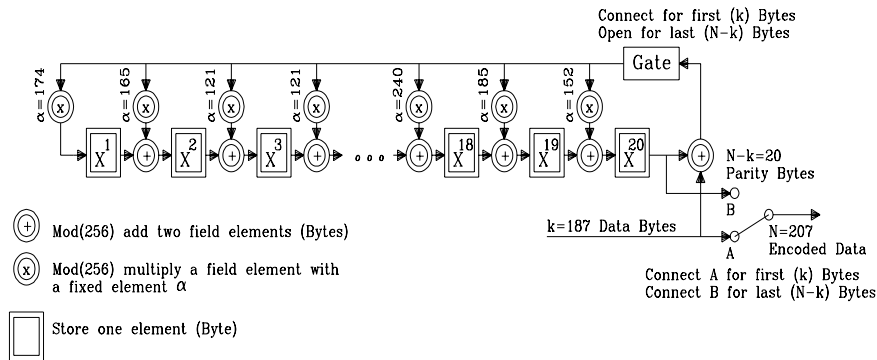 Connect for first (k) Bytes
Open for last (N-k) Bytes
Gate
α=174
α=165
α=121
α=121
α=240
α=185
α=152
x
x
x
x
x
x
x
X¹
+
X²
+
X³
+
+
X¹⁸
+
X¹⁹
+
X²⁰
+
N-k=20
Parity Bytes
B
k=187 Data Bytes
A
N=207
Encoded Data
Connect A for first (k) Bytes
Connect B for last (N-k) Bytes
+
Mod(256) add two field elements (Bytes)
x
Mod(256) multiply a field element with
a fixed element α
Store one element (Byte)